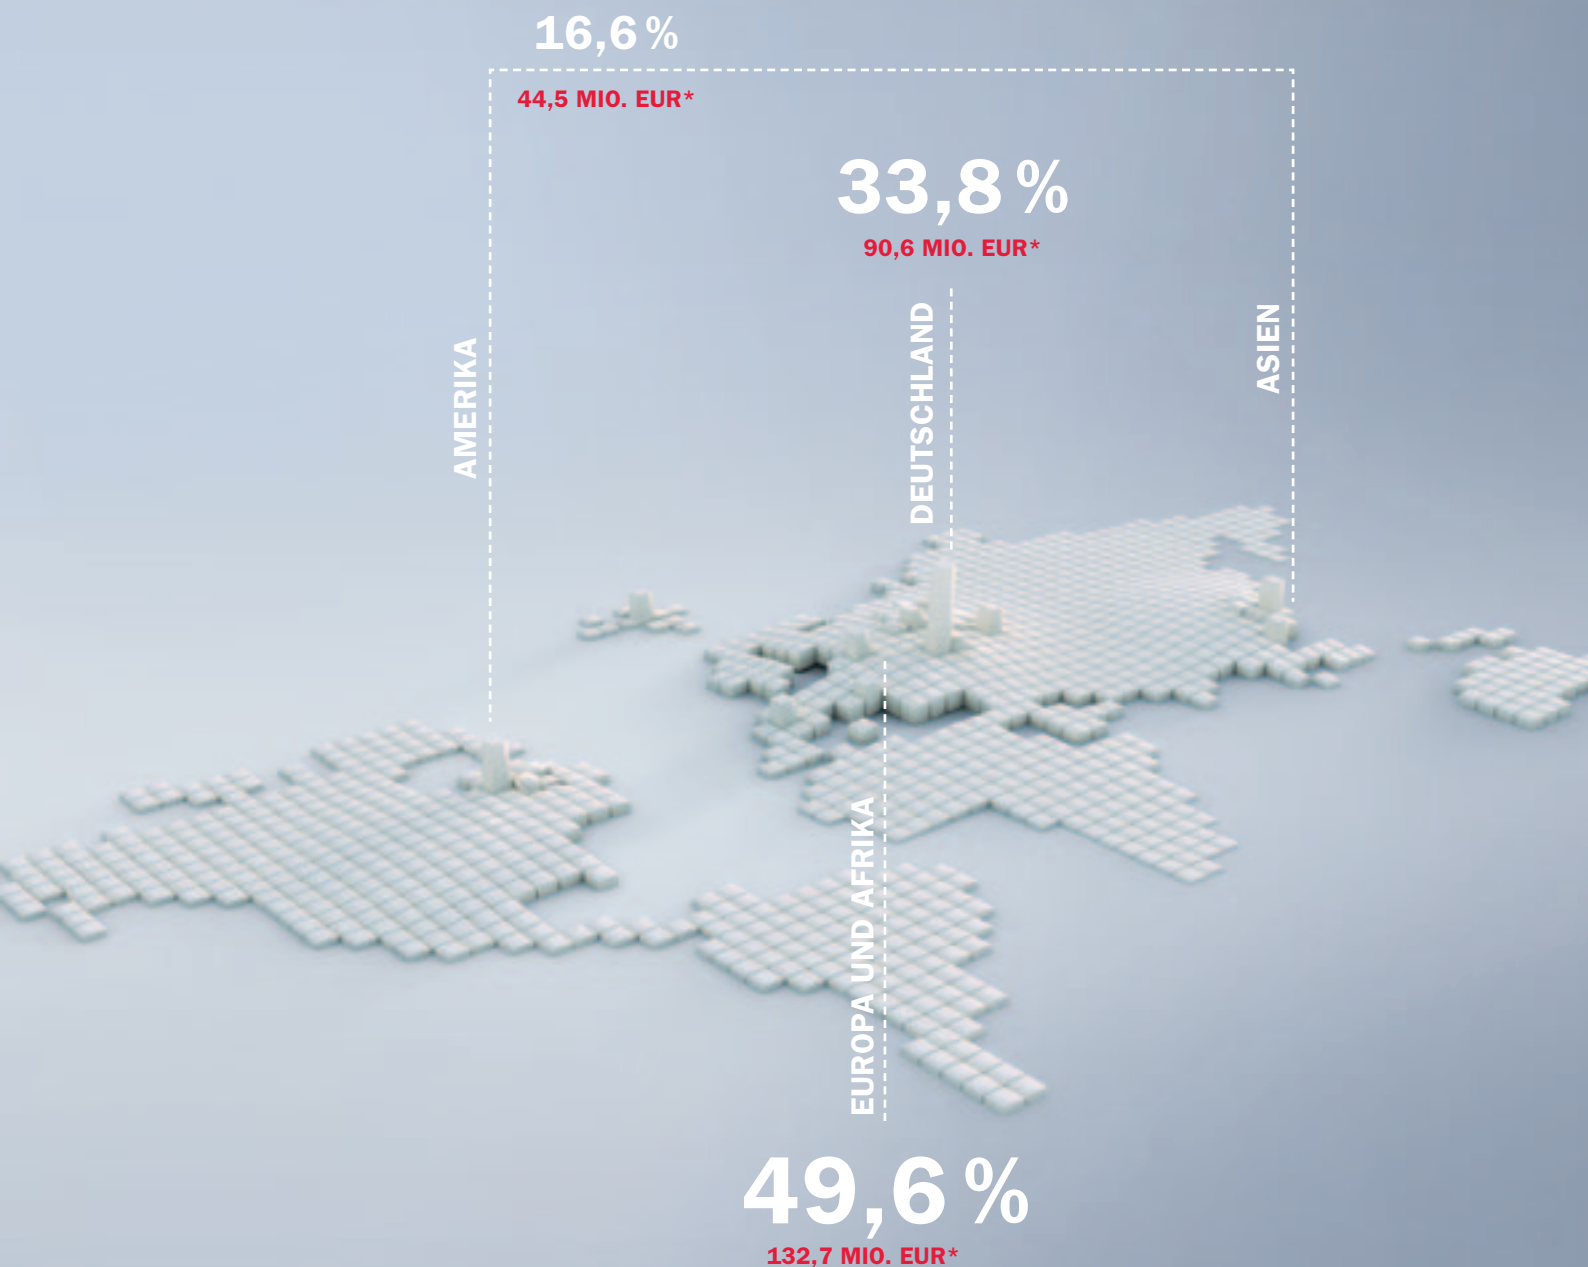 16,6 %
44,5 MIO. EUR*
33,8 %
90,6 MIO. EUR*
AMERIKA
DEUTSCHLAND
ASIEN
EUROPA UND AFRIKA
49,6 %
132,7 MIO. EUR*